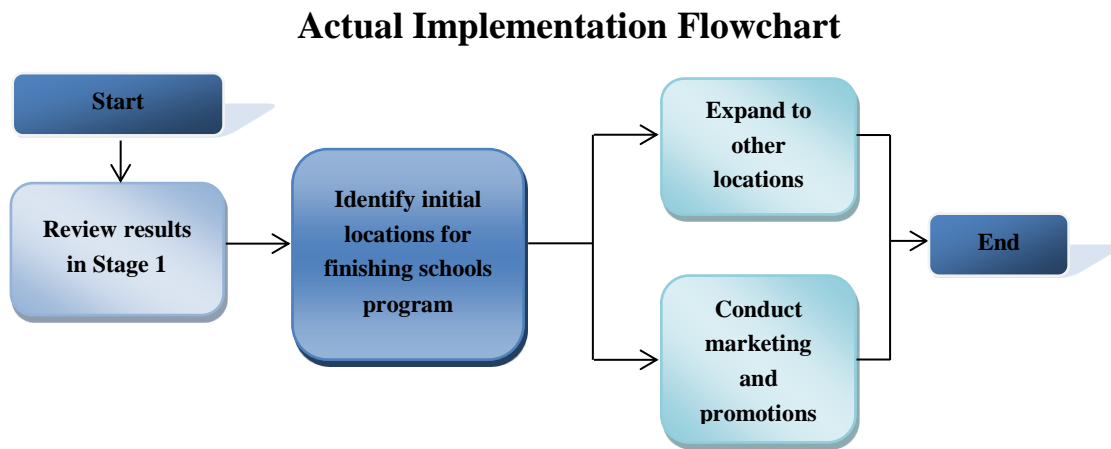 Actual Implementation Flowchart
Start
Review results
in Stage 1
Identify initial
locations for
finishing schools
program
Expand to
other
locations
Conduct
marketing
and
promotions
End